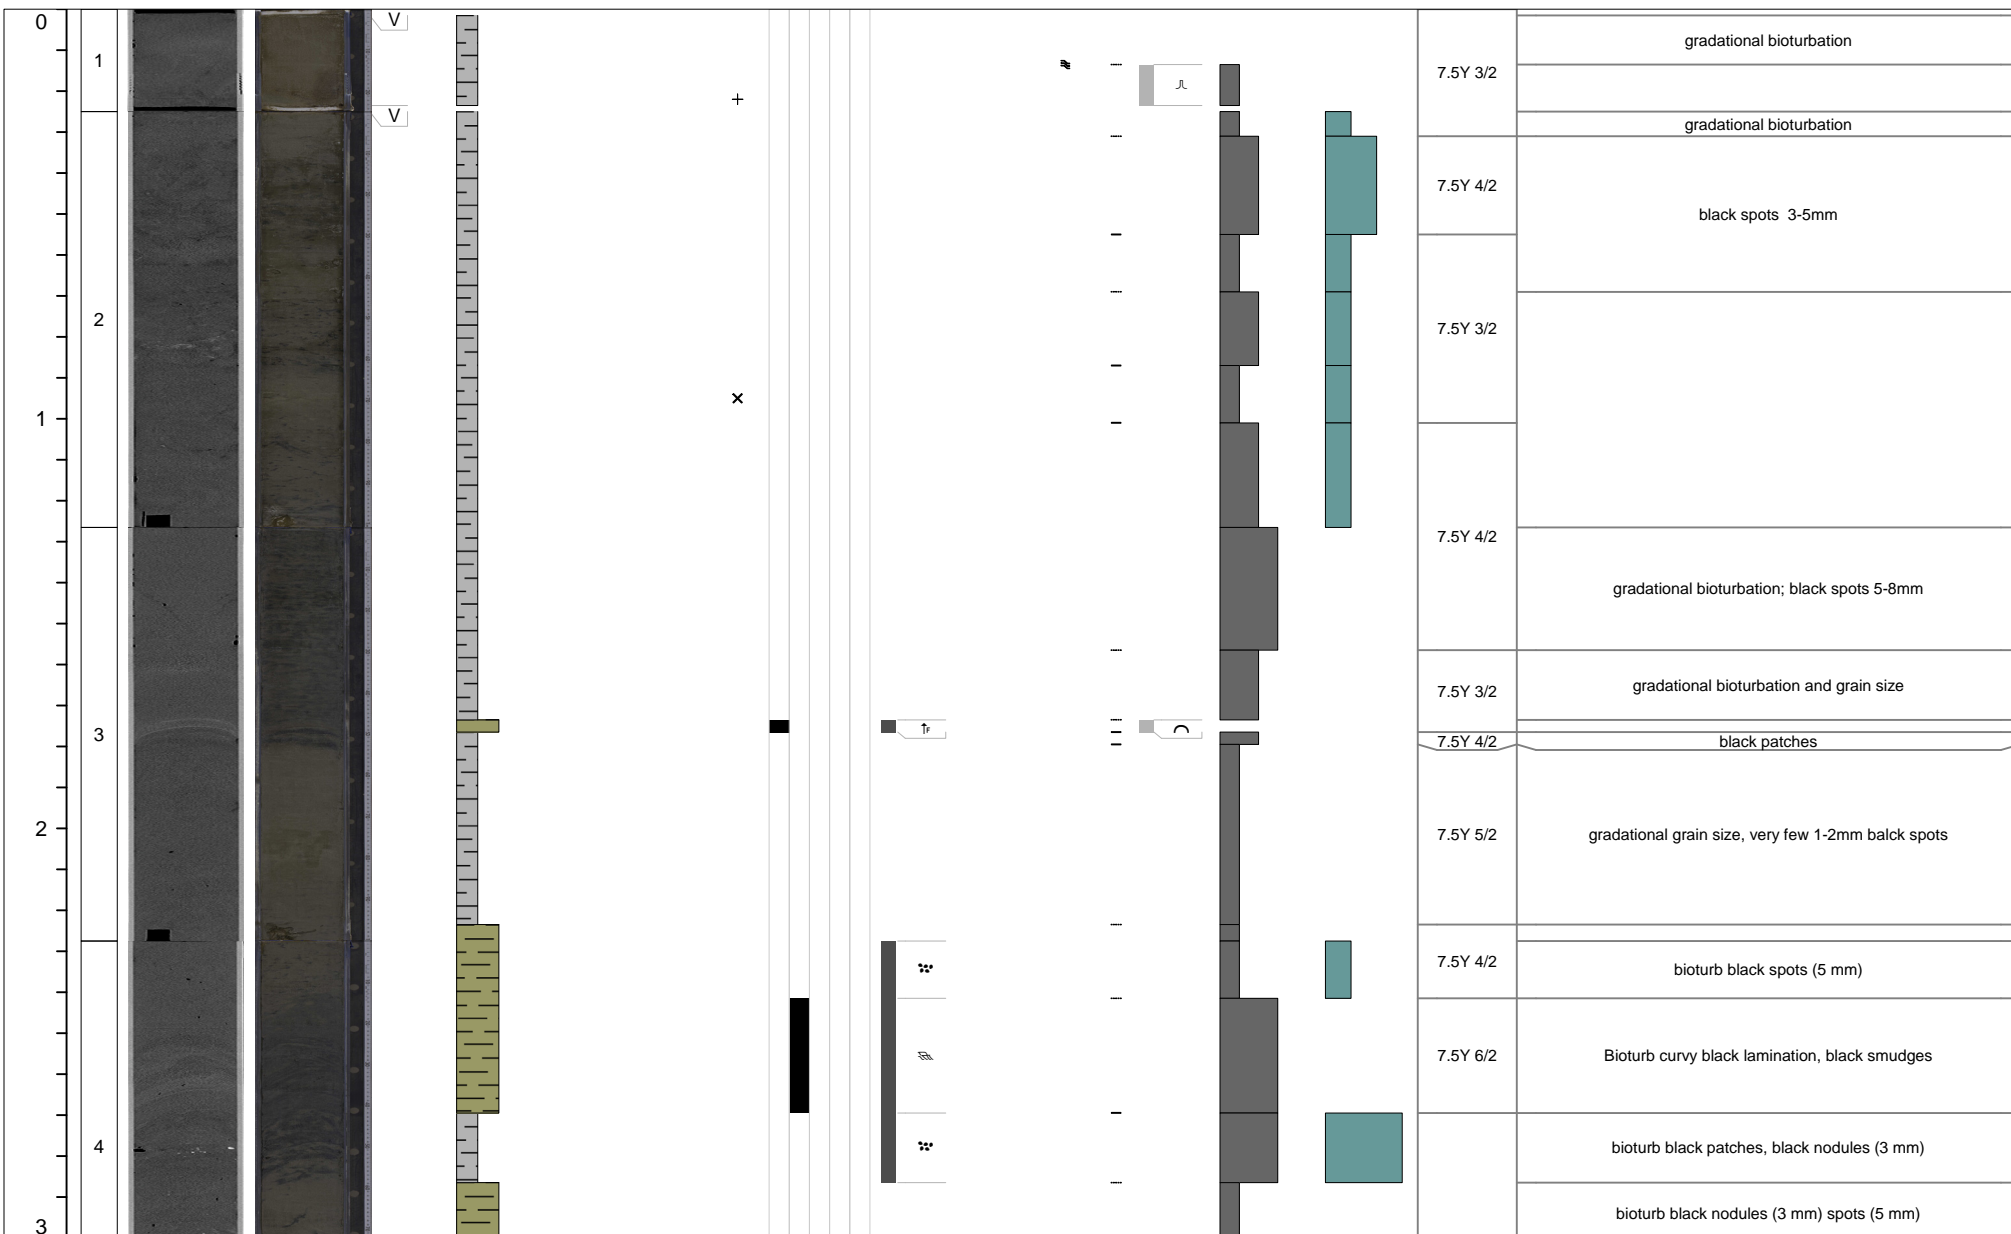 0
V
1
7.5Y 3/2
gradational bioturbation
V
gradational bioturbation
7.5Y 4/2
black spots 3-5mm
2
7.5Y 3/2
1
7.5Y 4/2
gradational bioturbation; black spots 5-8mm
7.5Y 3/2
gradational bioturbation and grain size
3
F
7.5Y 4/2
black patches
2
7.5Y 5/2
gradational grain size, very few 1-2mm balck spots
7.5Y 4/2
bioturb black spots (5 mm)
7.5Y 6/2
Bioturb curvy black lamination, black smudges
4
bioturb black patches, black nodules (3 mm)
3
bioturb black nodules (3 mm) spots (5 mm)